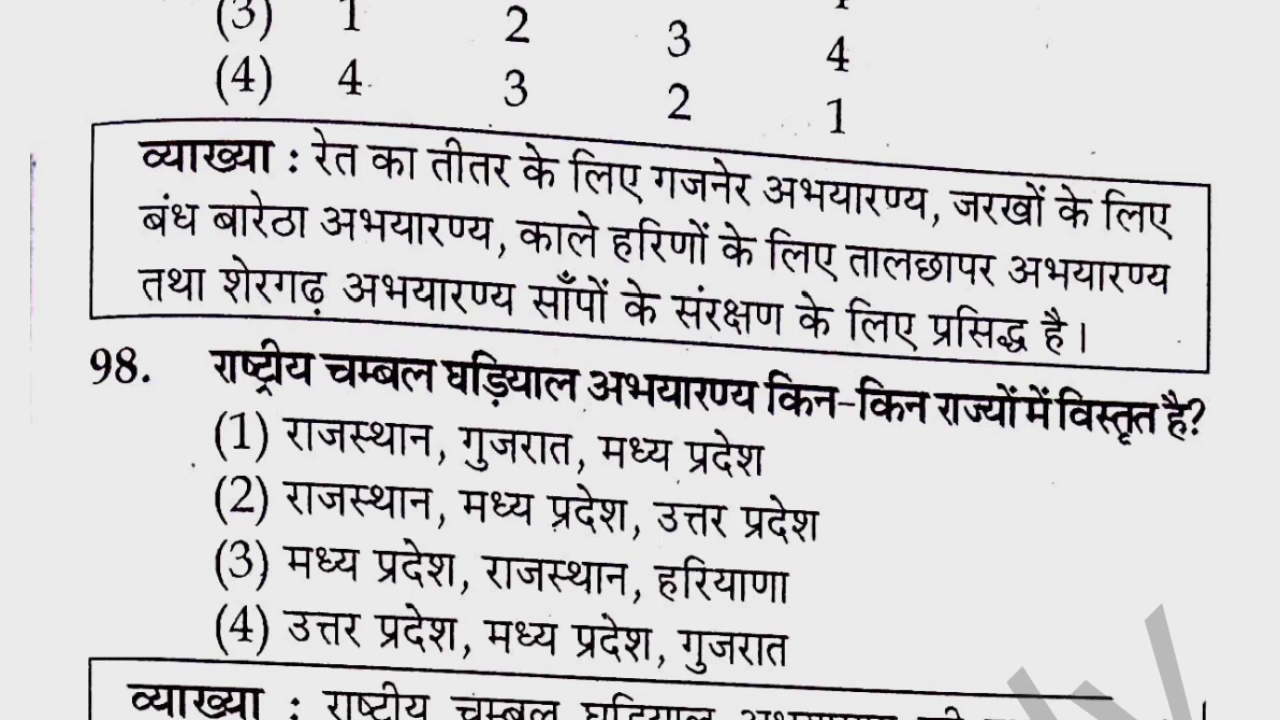 (3) 1 2 3 4
(4) 4 3 2 1
व्याख्या : रेत का तीतर के लिए गजनेर अभयारण्य, जरखों के लिए
बंध बारेठा अभयारण्य, काले हरिणों के लिए तालछापर अभयारण्य
तथा शेरगढ़ अभयारण्य साँपों के संरक्षण के लिए प्रसिद्ध है।
98. राष्ट्रीय चम्बल घड़ियाल अभयारण्य किन-किन राज्यों में विस्तृत है?
(1) राजस्थान, गुजरात, मध्य प्रदेश
(2) राजस्थान, मध्य प्रदेश, उत्तर प्रदेश
(3) मध्य प्रदेश, राजस्थान, हरियाणा
(4) उत्तर प्रदेश, मध्य प्रदेश, गुजरात
व्याख्या : राष्ट्रीय चम्बल घड़ियाल अभयारण्य